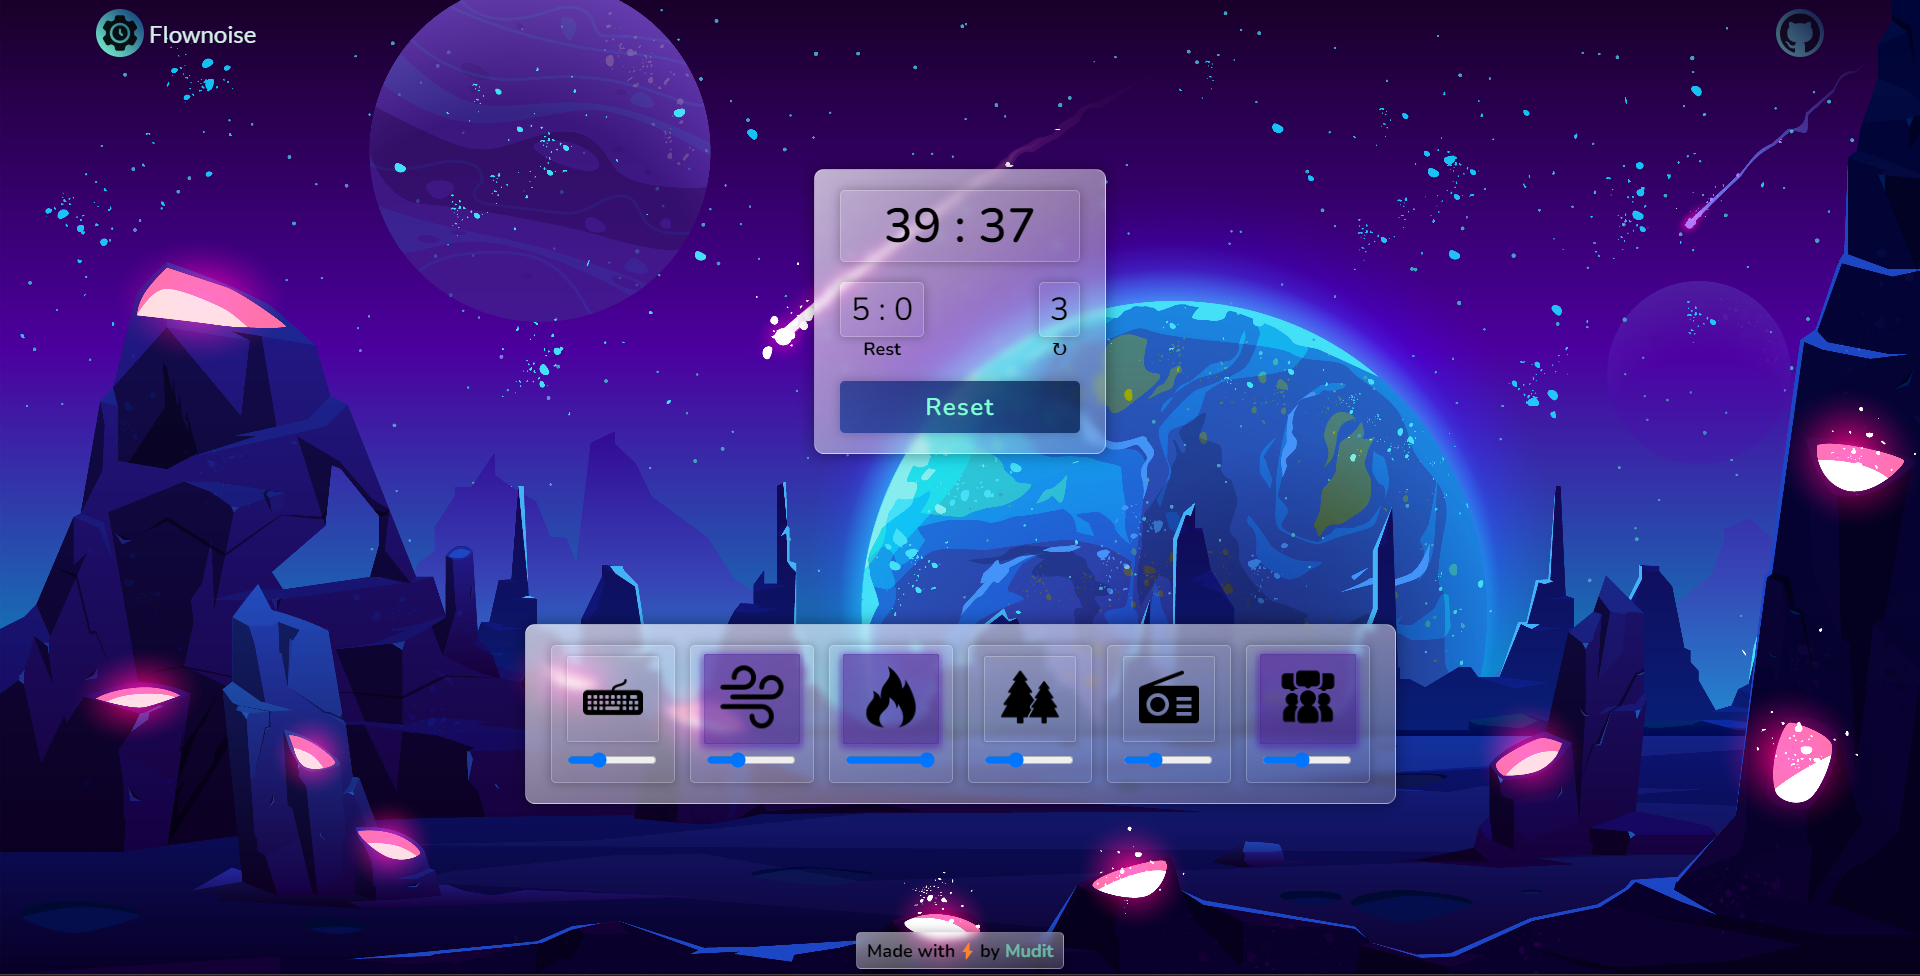 Flownoise
39 : 37
5 : 0
3
Rest
↻
Reset
Made with ⚡ by Mudit